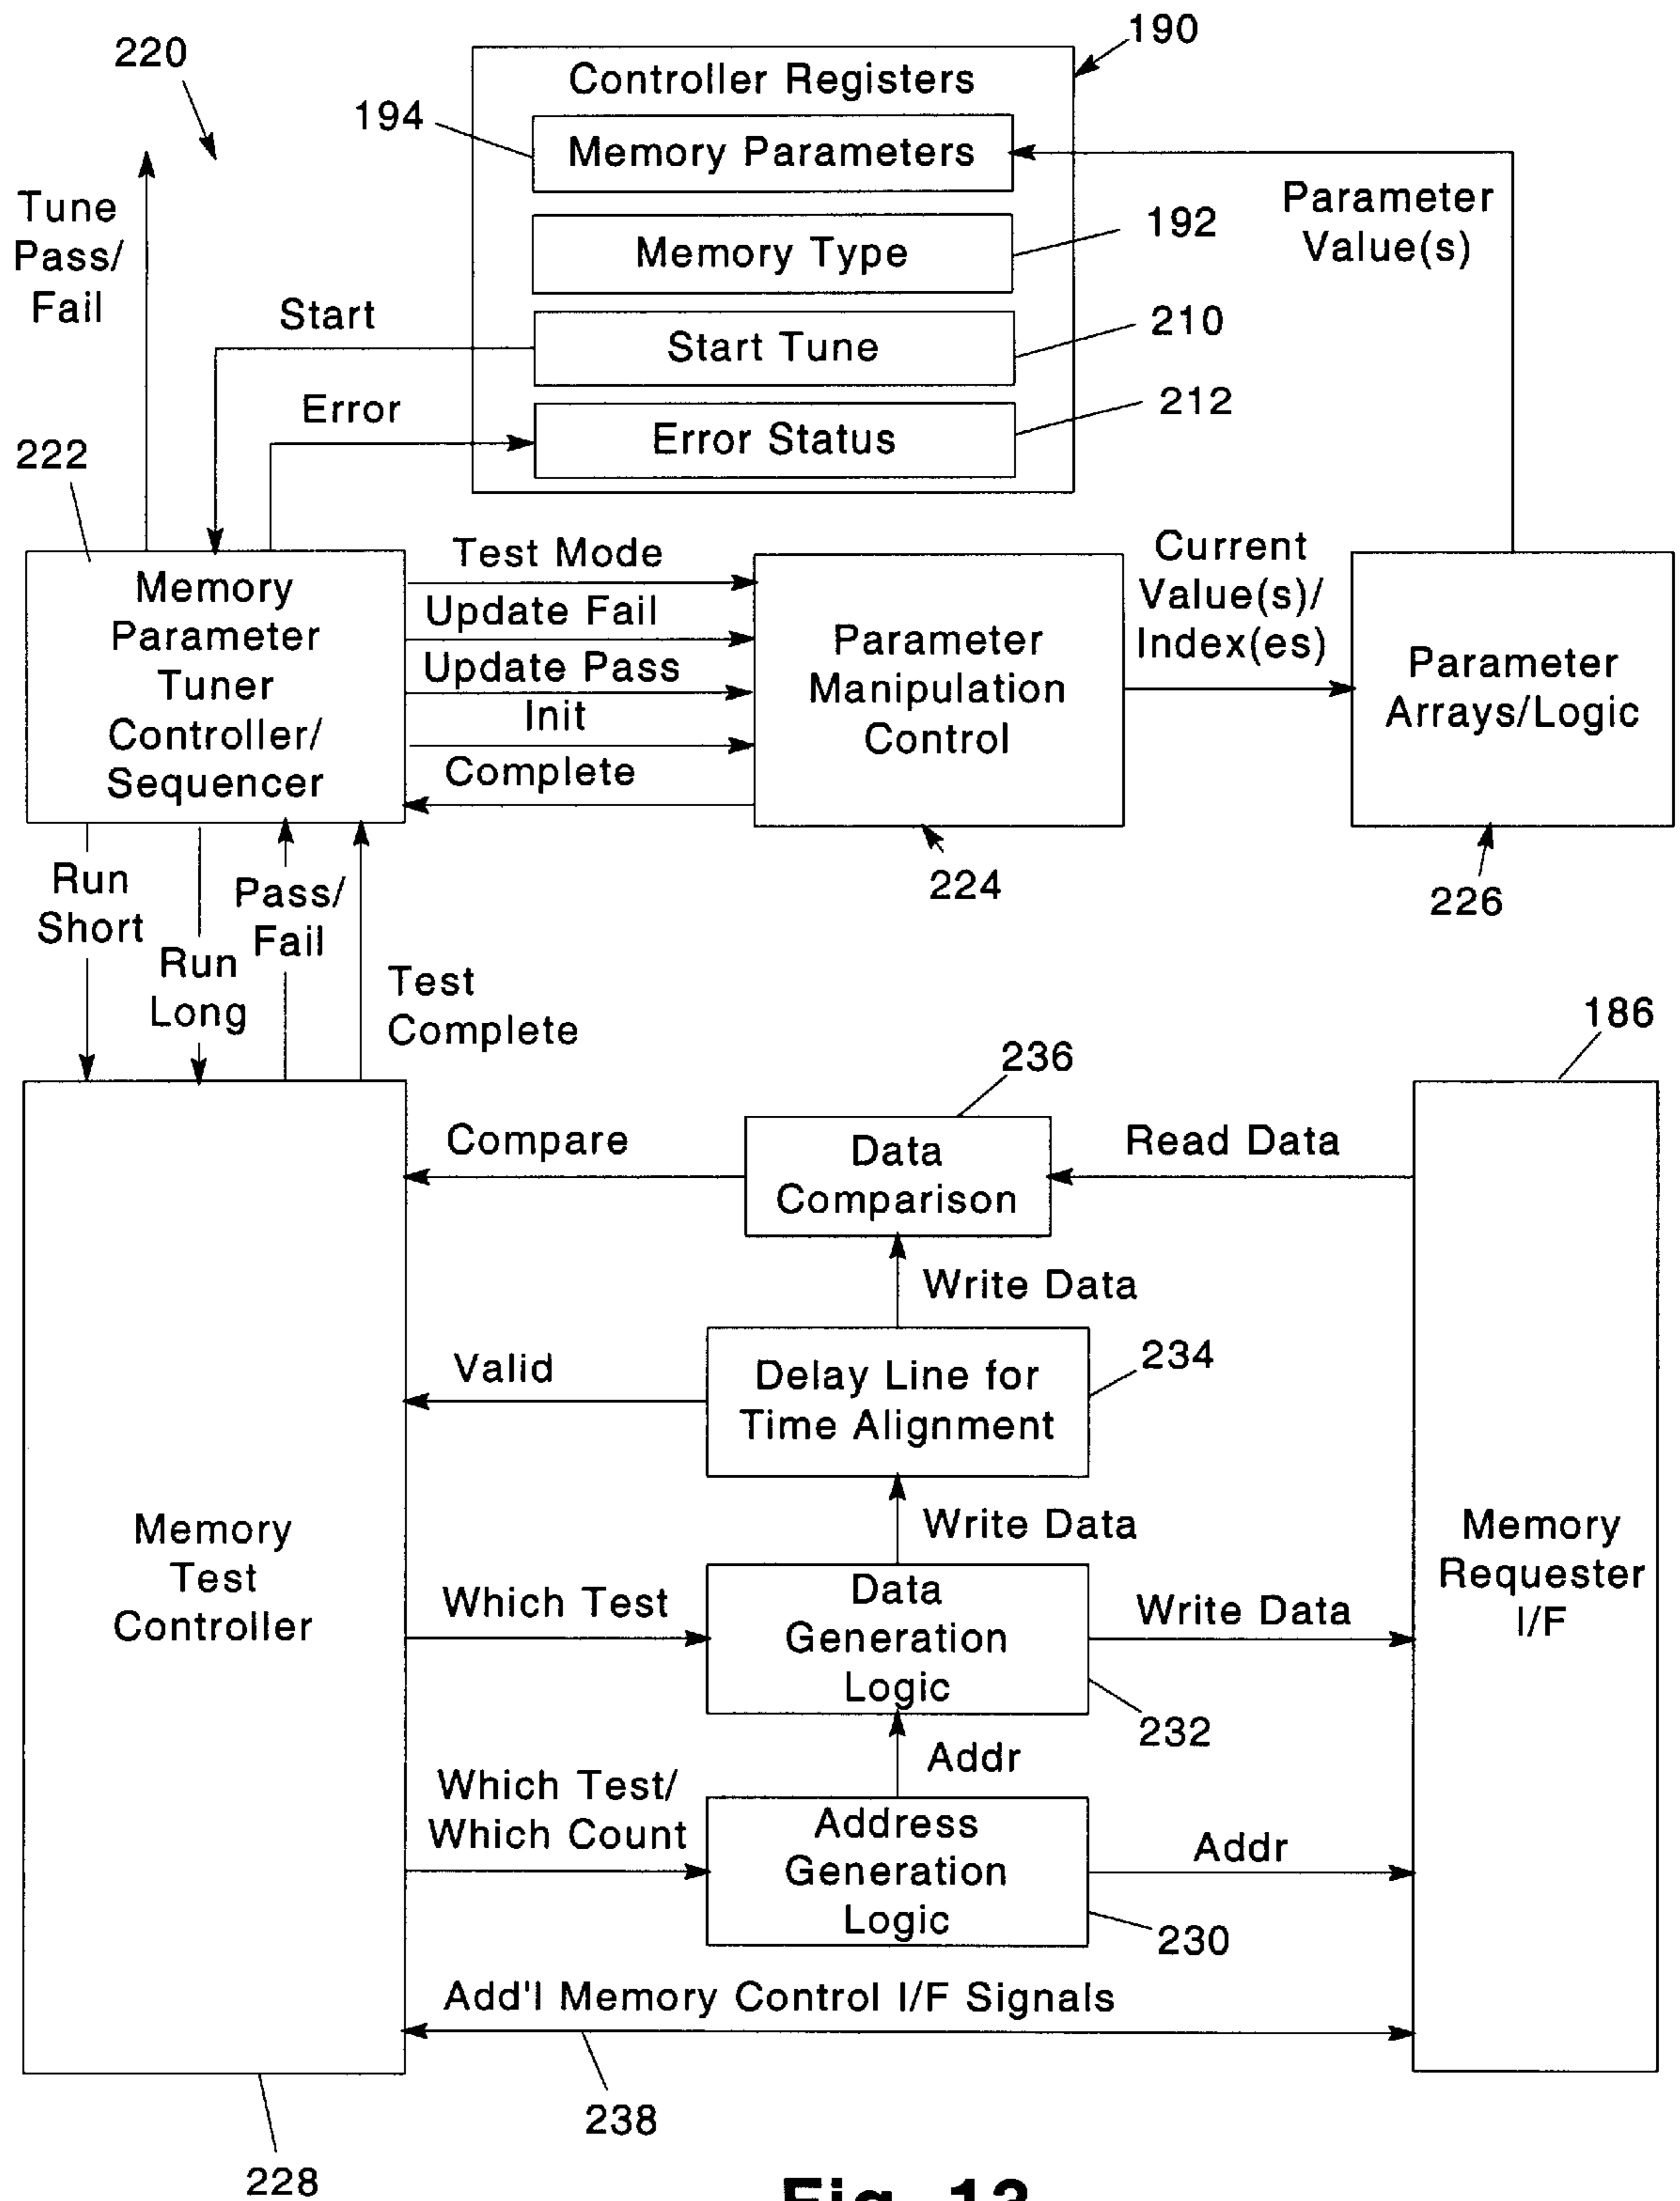 220
190
Controller Registers
194
Memory Parameters
Tune
Pass/
Fail
Parameter
Value(s)
192
Memory Type
Start
210
Start Tune
Error
212
Error Status
222
Memory
Parameter
Tuner
Controller/
Sequencer
Test Mode
Update Fail
Update Pass
Init
Complete
Parameter
Manipulation
Control
224
Current
Value(s)/
Index(es)
Parameter
Arrays/Logic
226
Run
Short
Run
Long
Pass/
Fail
Test
Complete
186
236
Compare
Data
Comparison
Read Data
Write Data
Valid
Delay Line for
Time Alignment
234
Write Data
Memory
Test
Controller
Which Test
Data
Generation
Logic
Write Data
Memory
Requester
I/F
232
Addr
Which Test/
Which Count
Address
Generation
Logic
Addr
230
Add'l Memory Control I/F Signals
238
228